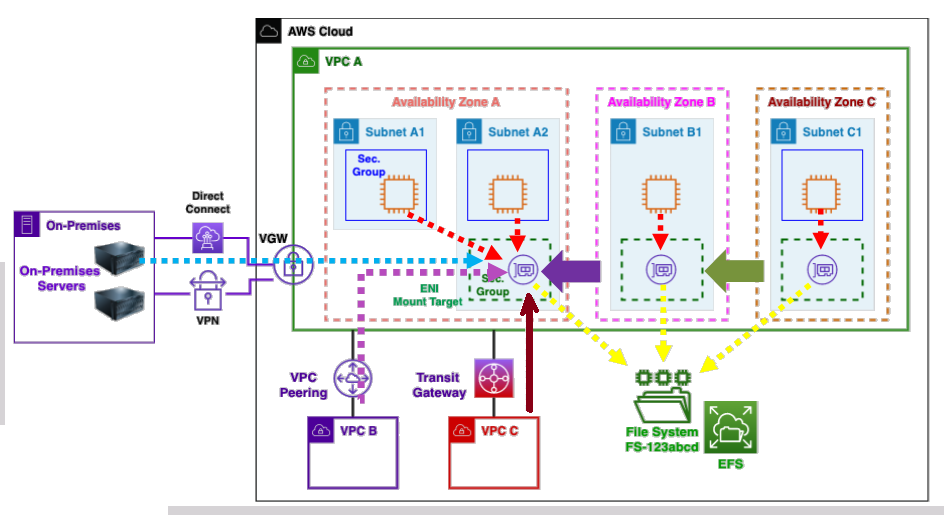 AWS Cloud
VPC A
Availability Zone A
Availability Zone B
Availability Zone C
Subnet A1
Subnet A2
Subnet B1
Subnet C1
Sec.
Group
Direct
Connect
On-Premises
VGW
On-Premises
Servers
Sec.
Group
ENI
Mount Target
VPN
VPC
Peering
Transit
Gateway
VPC B
VPC C
File System
FS-123abcd
EFS